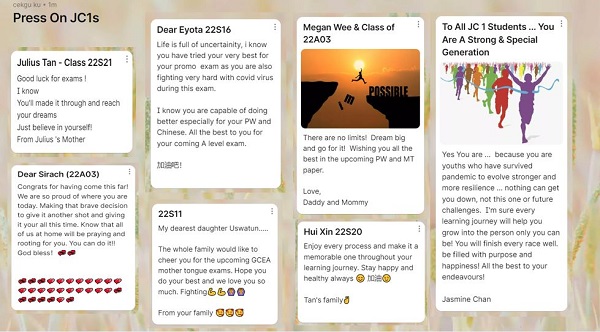 cekgu ku • 1m
Press On JC1s
Julius Tan - Class 22S21
Good luck for exams !
I know
You'll made it through and reach
your dreams
Just believe in yourself!
From Julius 's Mother
Dear Sirach (22A03)
Congrats for having come this far!
We are so proud of where you are
today. Making that brave decision
to give it another shot and giving
it your all this time. Know that all
of us at home will be praying and
rooting for you. You can do it!!
God bless!
Dear Eyota 22S16
Life is full of uncertainity, i know
you have tried your very best for
your promo exam as you are also
fighting very hard with covid virus
during this exam.
I know you are capable of doing
better especially for your PW and
Chinese. All the best to you for
your coming A level exam.
加油吧！
22S11
My dearest daughter Uswatun.....
The whole family would like to
cheer you for the upcoming GCEA
mother tongue exams. Hope you
do your best and we love you so
much. Fighting💪💪
From your family
Megan Wee & Class of
22A03
POSSIBLE
There are no limits! Dream big
and go for it! Wishing you all the
best in the upcoming PW and MT
paper.
Love,
Daddy and Mommy
Hui Xin 22S20
Enjoy every process and make it a
memorable one throughout your
learning journey. Stay happy and
healthy always 😊 加油😊
Tan's family✌
To All JC 1 Students ... You
Are A Strong & Special
Generation
Yes You are ... because you are
youths who have survived
pandemic to evolve stronger and
more resilience ... nothing can get
you down, not this one or future
challenges. I'm sure every
learning journey will help you
grow into the person only you can
be! You will finish every race well.
be filled with purpose and
happiness! All the best to your
endeavours!
Jasmine Chan